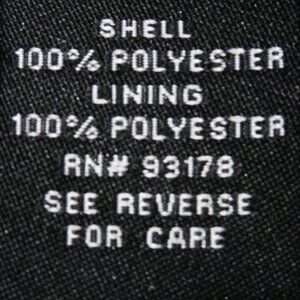 SHELL
100% POLYESTER
LINING
100% POLYESTER
RN# 93178
SEE REVERSE
FOR CARE